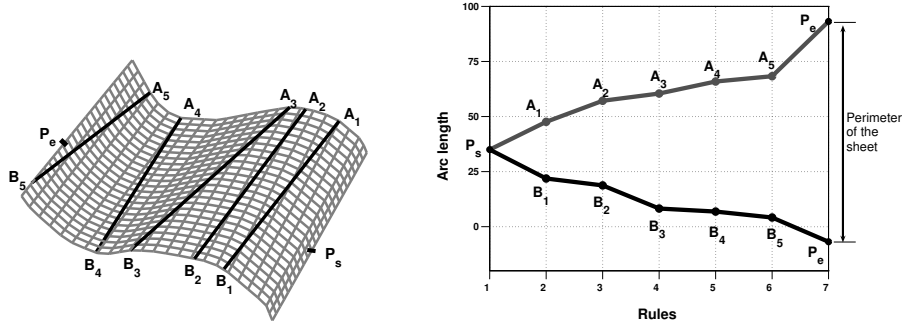 A₅
A₄
A₃
A₂
A₁
Pₑ
B₅
B₄
B₃
B₂
B₁
Pₛ
100
75
50
25
0
Arc length
Pₛ
A₁
A₂
A₃
A₄
A₅
Pₑ
B₁
B₂
B₃
B₄
B₅
Pₑ
Perimeter
of the
sheet
1 2 3 4 5 6 7
Rules